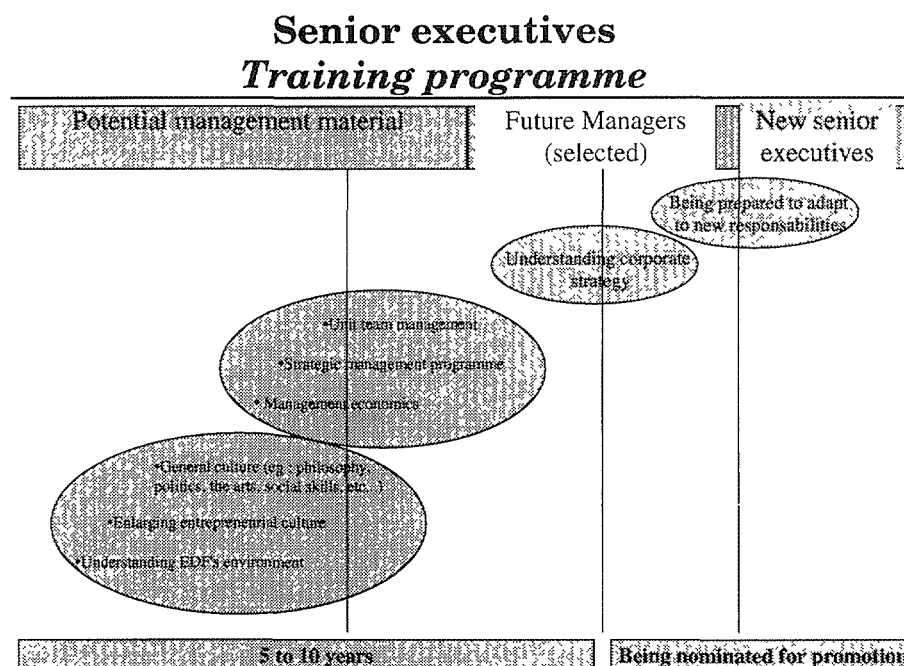 Senior executives
Training programme
Potential management material
Future Managers
(selected)
New senior
executives
Being prepared to adapt
to new responsabilities
Understanding corporate
strategy
•Unit team management
•Strategic management programme
• Management economics
•General culture (eg : philosophy,
politics, the arts, social skills, etc...)
•Enlarging entrepreneurial culture
•Understanding EDF's environment
5 to 10 years
Being nominated for promotion